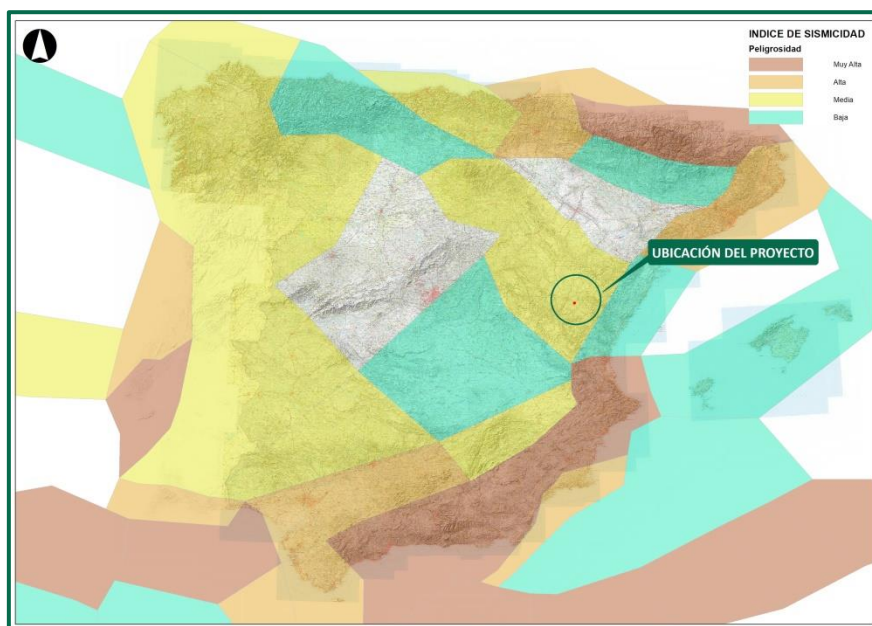 INDICE DE SISMICIDAD
Peligrosidad
Muy Alta
Alta
Media
Baja
UBICACIÓN DEL PROYECTO